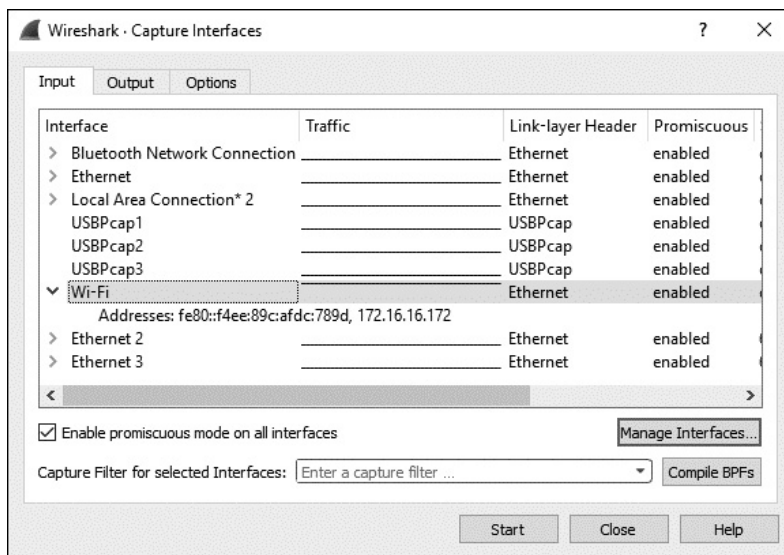 Wireshark · Capture Interfaces ? ×
Input Output Options
Interface Traffic Link-layer Header Promiscuous
Bluetooth Network Connection Ethernet enabled
Ethernet Ethernet enabled
Local Area Connection* 2 Ethernet enabled
USBPcap1 USBPcap enabled
USBPcap2 USBPcap enabled
USBPcap3 USBPcap enabled
Wi-Fi Ethernet enabled
Addresses: fe80::f4ee:89c:afdc:789d, 172.16.16.172
Ethernet 2 Ethernet enabled
Ethernet 3 Ethernet enabled
Enable promiscuous mode on all interfaces Manage Interfaces...
Capture Filter for selected Interfaces: Enter a capture filter ... Compile BPFs
Start Close Help